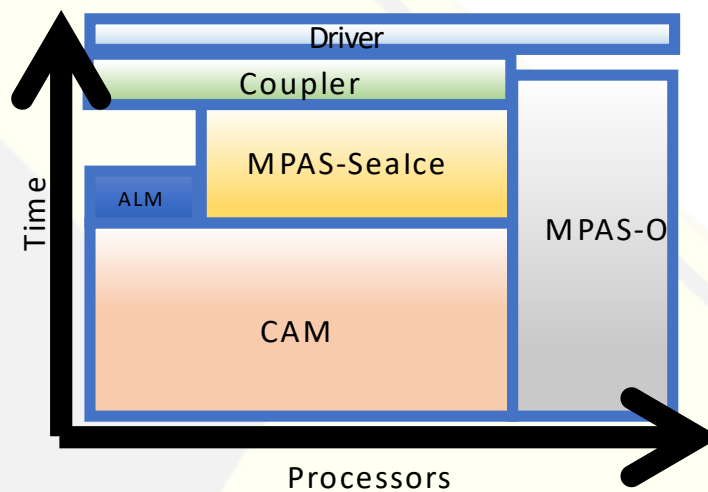 Driver
Coupler
MPAS-SeaIce
ALM
MPAS-O
CAM
Time
Processors